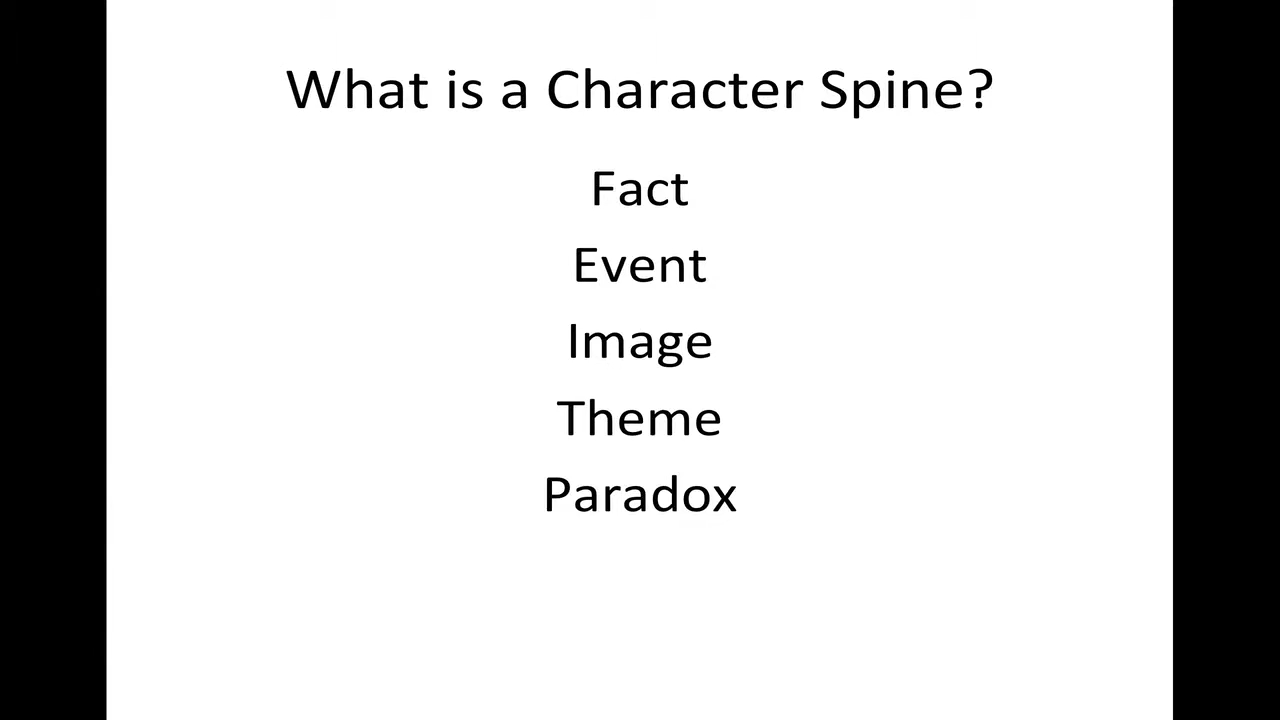 What is a Character Spine?
Fact
Event
Image
Theme
Paradox